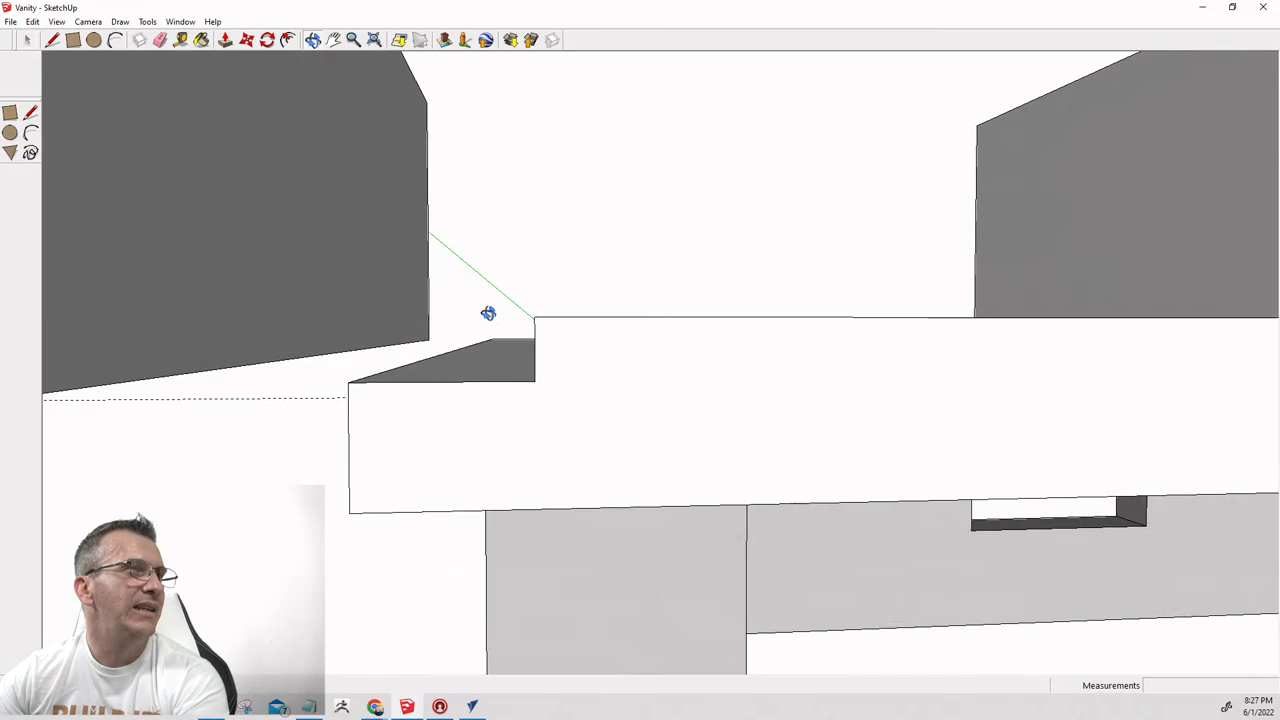 Vanity - SketchUp
File Edit View Camera Draw Tools Window Help
Measurements
8:27 PM
6/1/2022